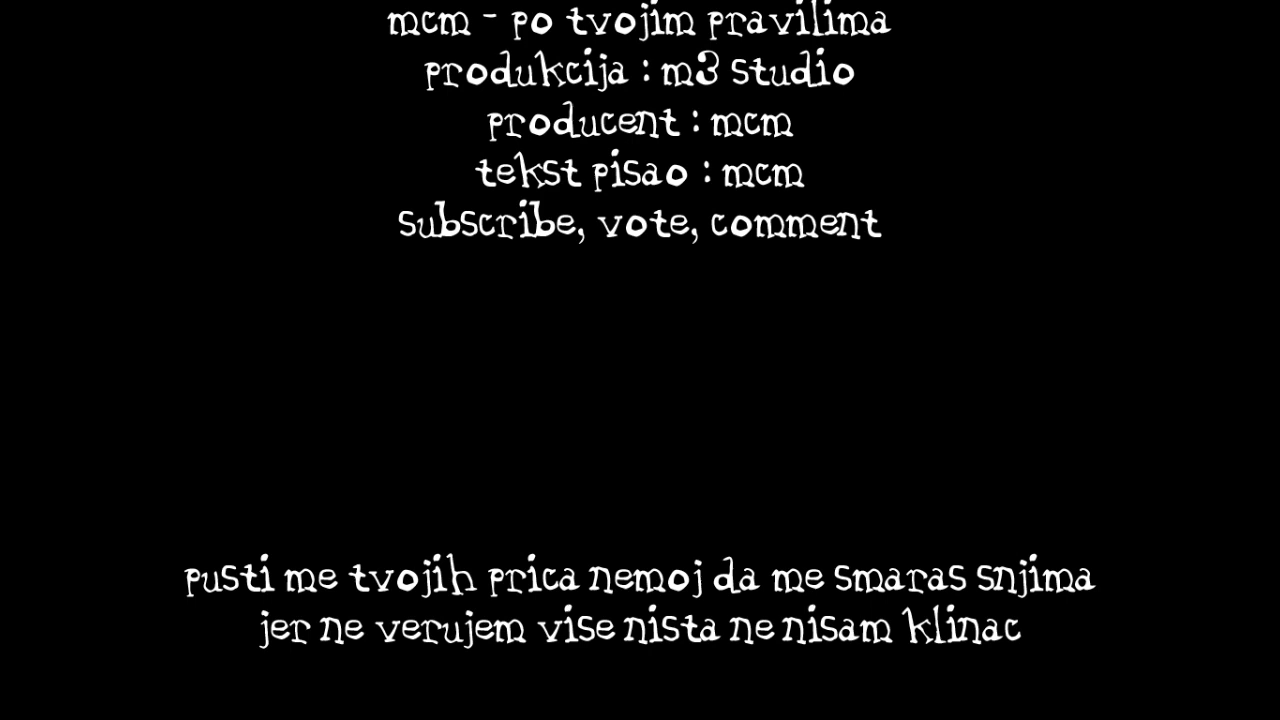 mcm - po tvojim pravilima
produkcija : m3 studio
producent : mcm
tekst pisao : mcm
subscribe, vote, comment
pusti me tvojih prica nemoj da me smaras snjima
jer ne verujem vise nista ne nisam klinac